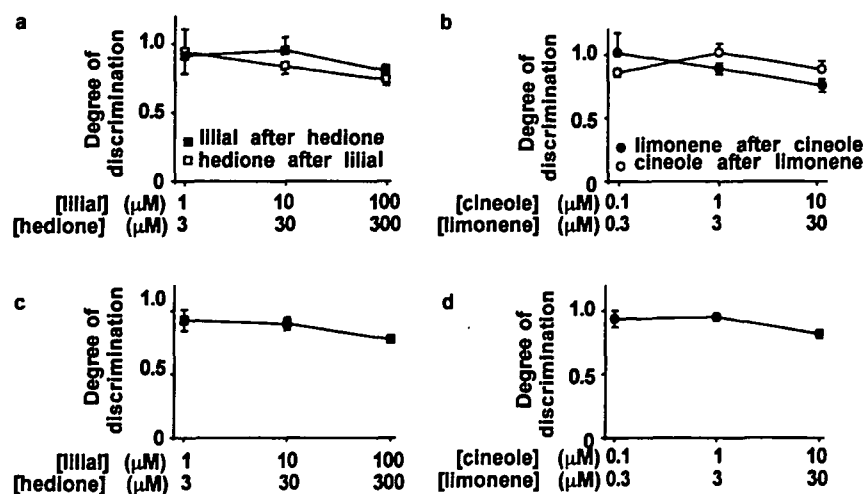 a
Degree of
discrimination
1.0
0.5
0
lilial after hedione
hedione after lilial
[lilial] (μM) 1 10 100
[hedione] (μM) 3 30 300
b
Degree of
discrimination
1.0
0.5
0
limonene after cineole
cineole after limonene
[cineole] (μM) 0.1 1 10
[limonene] (μM) 0.3 3 30
c
Degree of
discrimination
1.0
0.5
0
[lilial] (μM) 1 10 100
[hedione] (μM) 3 30 300
d
Degree of
discrimination
1.0
0.5
0
[cineole] (μM) 0.1 1 10
[limonene] (μM) 0.3 3 30